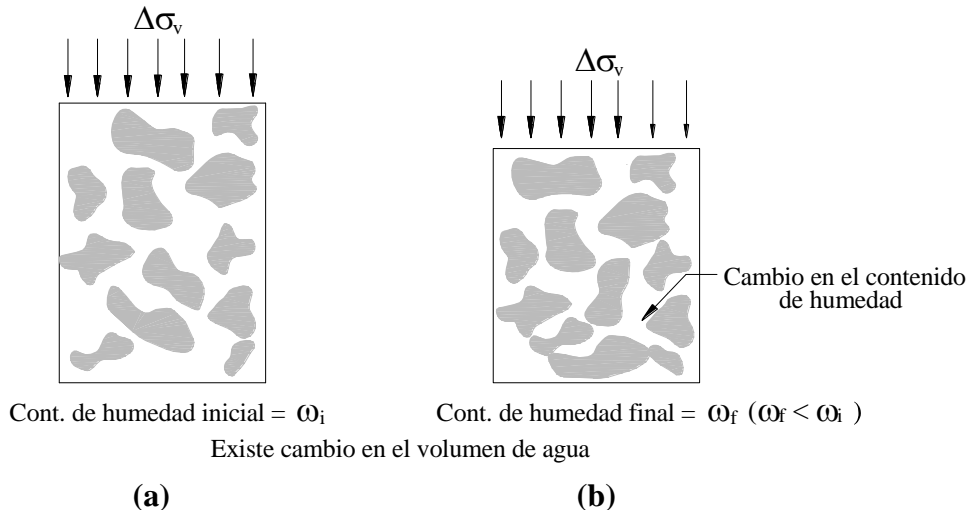 Δσv
Δσv
Cambio en el contenido
de humedad
Cont. de humedad inicial = ωi
Cont. de humedad final = ωf (ωf < ωi )
Existe cambio en el volumen de agua
(a)
(b)